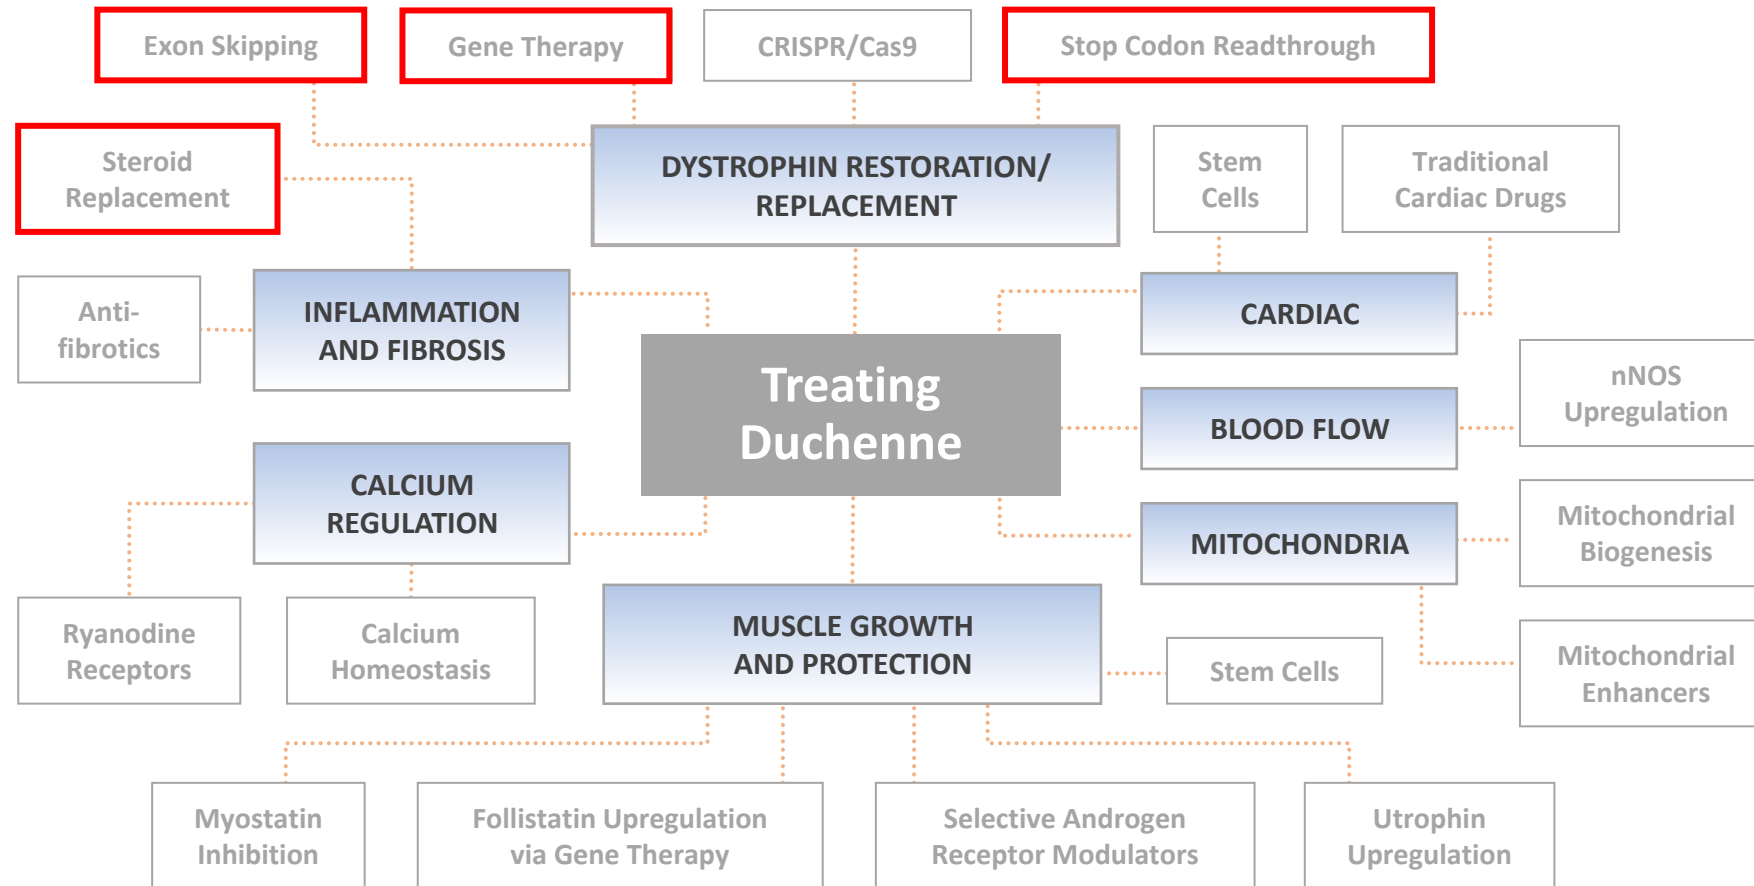 Exon Skipping
Gene Therapy
CRISPR/Cas9
Stop Codon Readthrough
Steroid
Replacement
DYSTROPHIN RESTORATION/
REPLACEMENT
Stem
Cells
Traditional
Cardiac Drugs
Anti-
fibrotics
INFLAMMATION
AND FIBROSIS
CARDIAC
Treating
Duchenne
nNOS
Upregulation
BLOOD FLOW
CALCIUM
REGULATION
MITOCHONDRIA
Mitochondrial
Biogenesis
Ryanodine
Receptors
Calcium
Homeostasis
MUSCLE GROWTH
AND PROTECTION
Stem Cells
Mitochondrial
Enhancers
Myostatin
Inhibition
Follistatin Upregulation
via Gene Therapy
Selective Androgen
Receptor Modulators
Utrophin
Upregulation